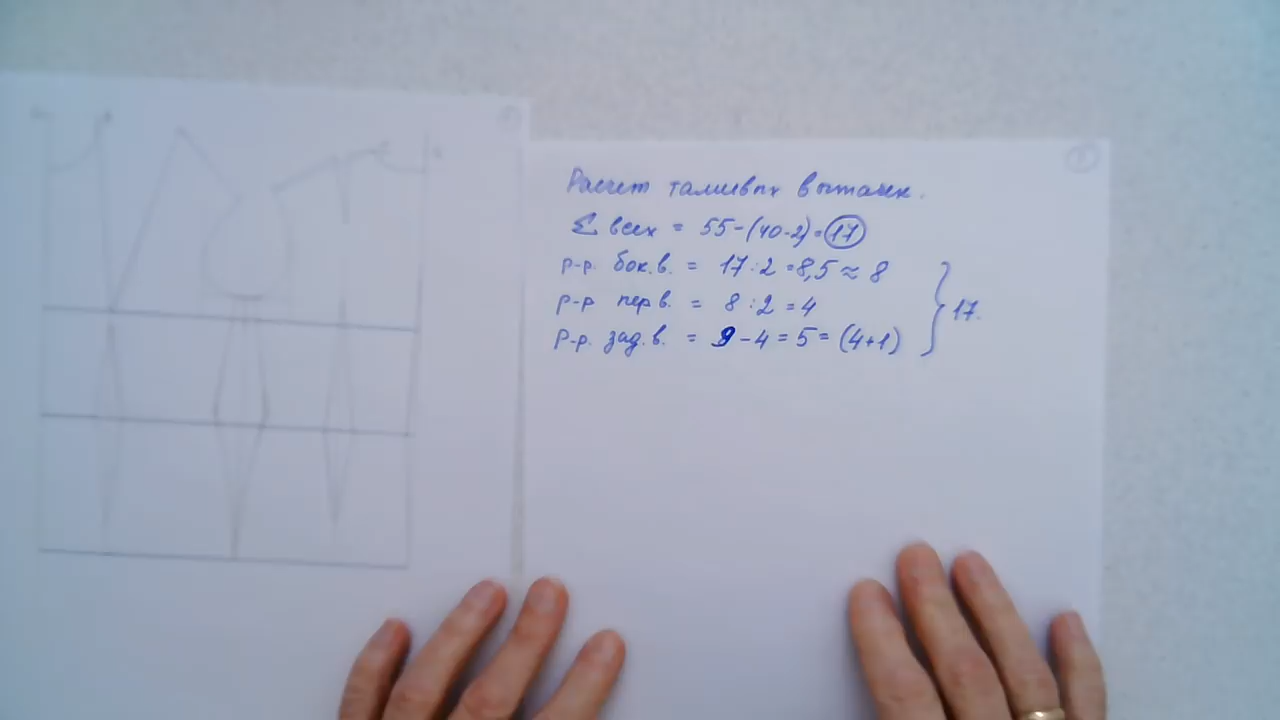 Расчет талиевых вытачек.
Σ всех = 55-(40-2)=17
р-р. бок.в. = 17:2=8,5≈8
р-р пер в. = 8:2=4
р-р. зад.в. = 9-4=5=(4+1)
} 17.